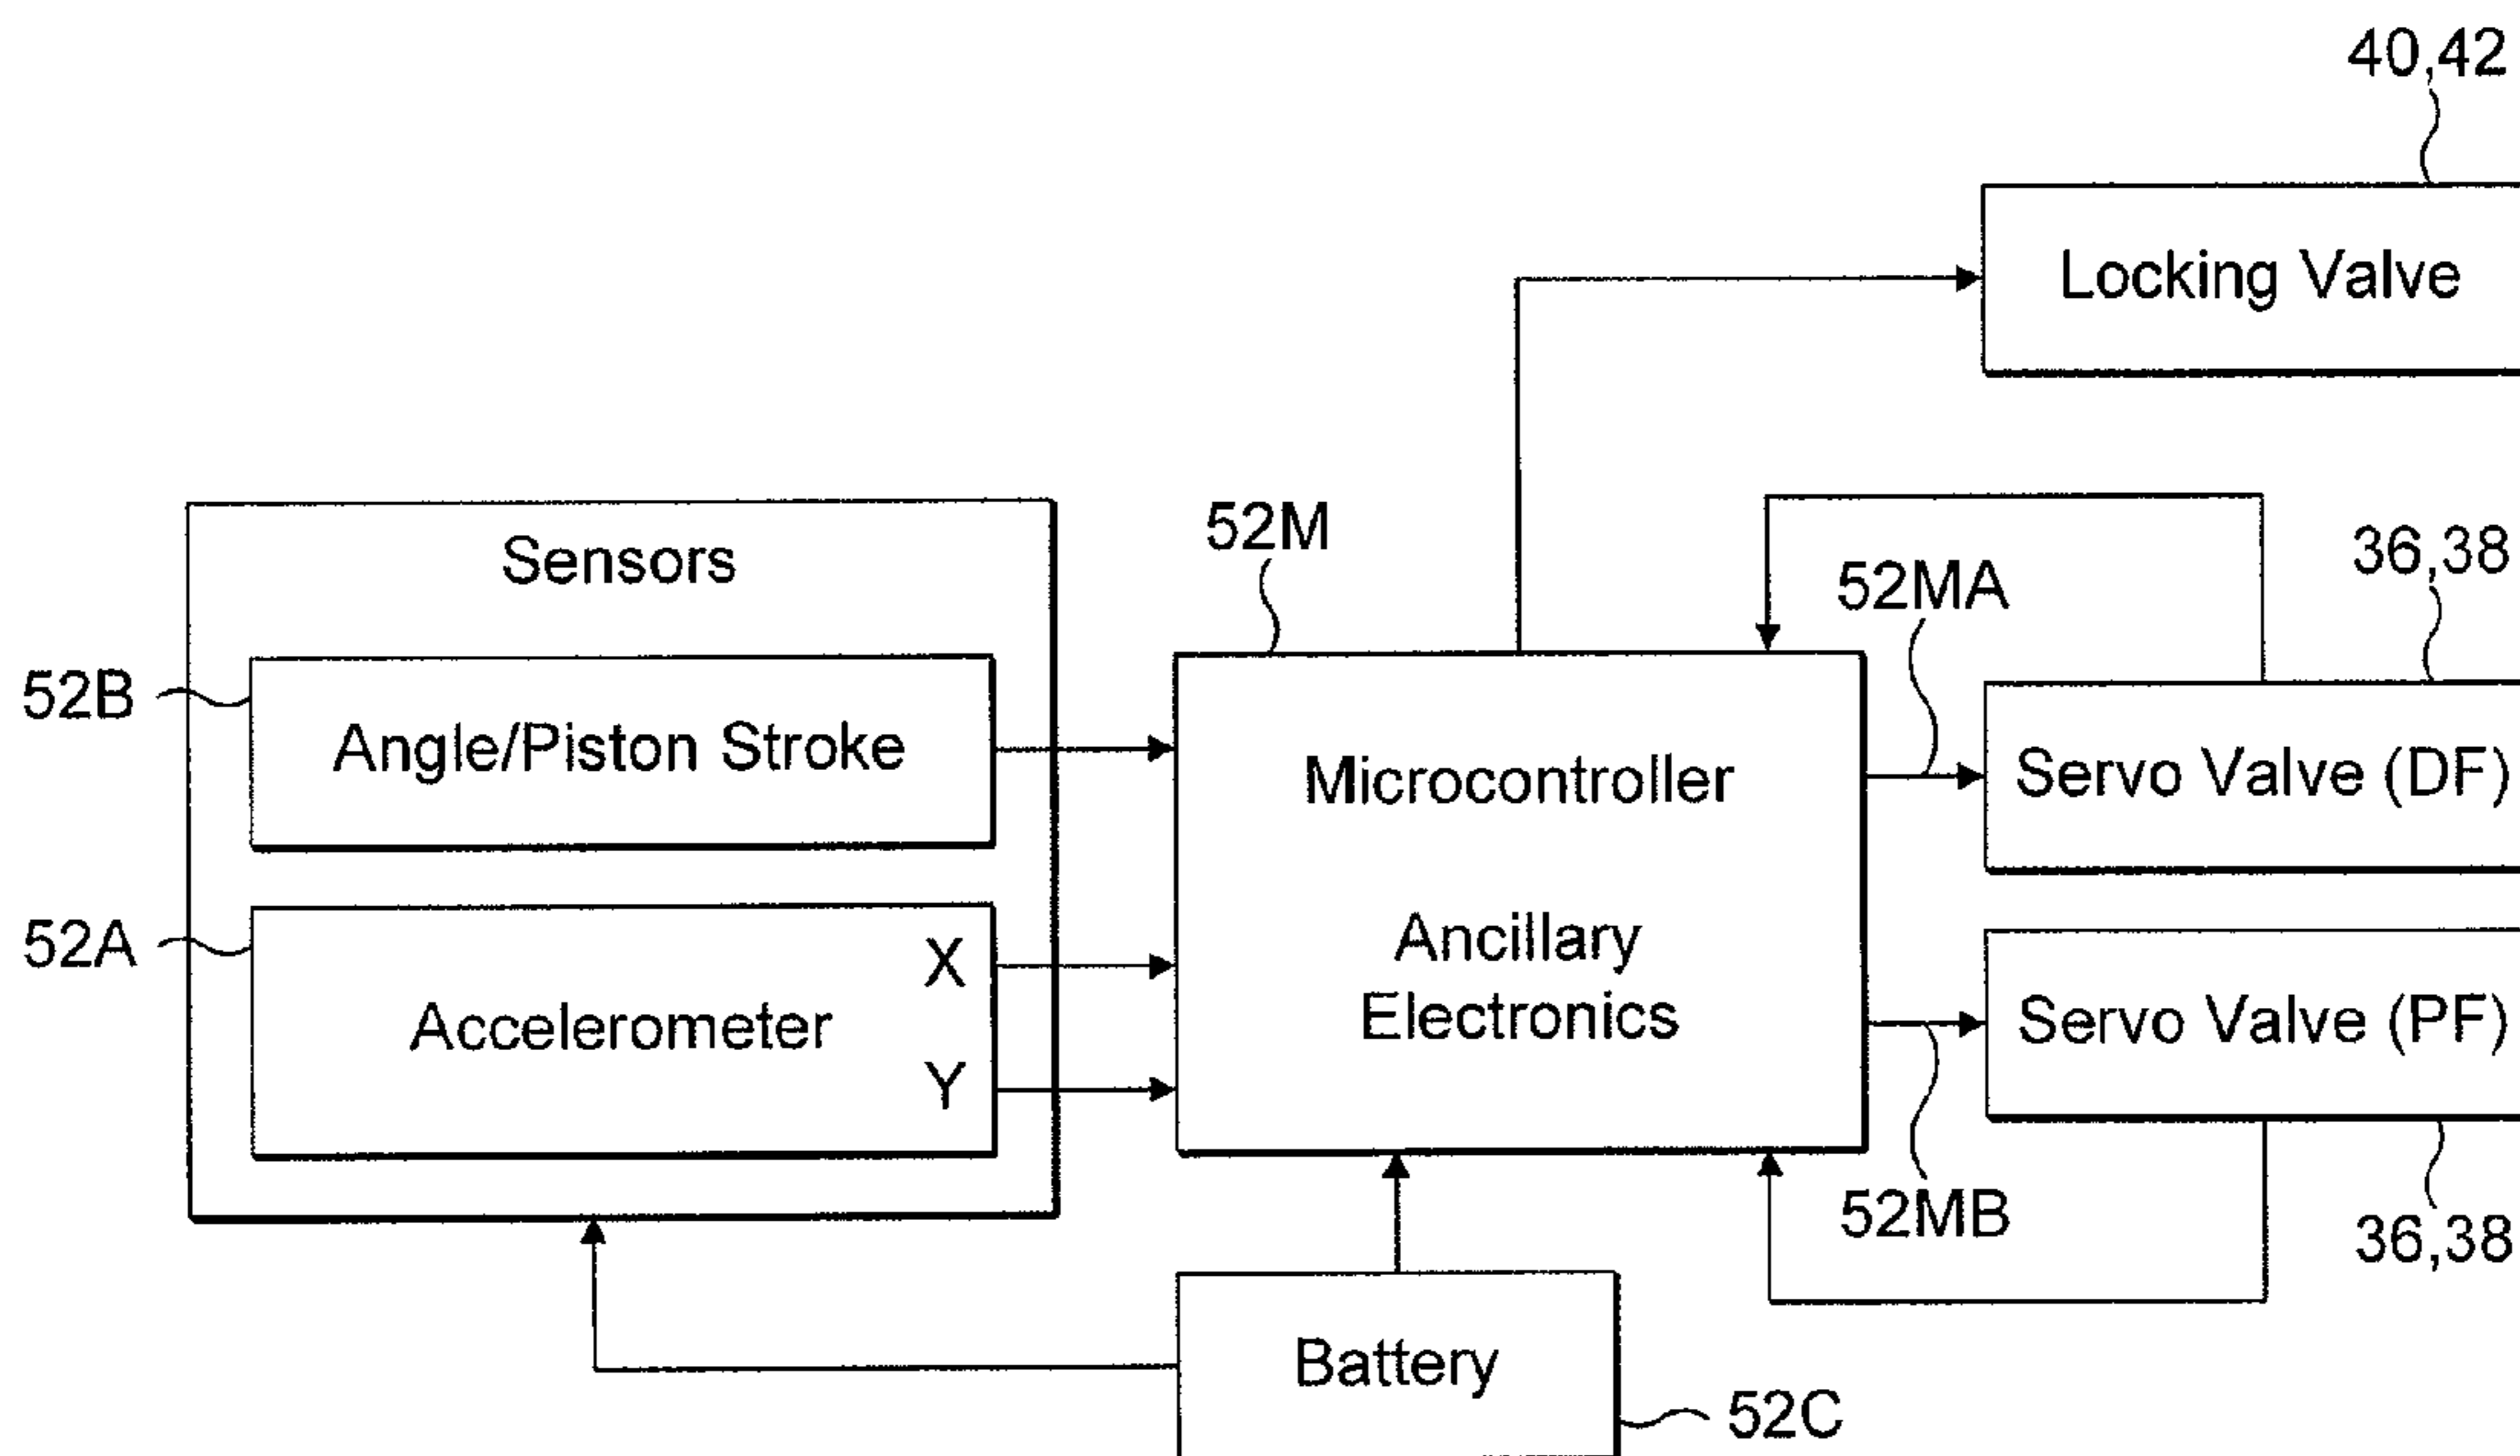 40,42
Locking Valve
Sensors
52M
52MA
36,38
52B
Angle/Piston Stroke
Microcontroller
Servo Valve (DF)
52A
X
Accelerometer
Y
Ancillary
Electronics
Servo Valve (PF)
52MB
36,38
Battery
52C